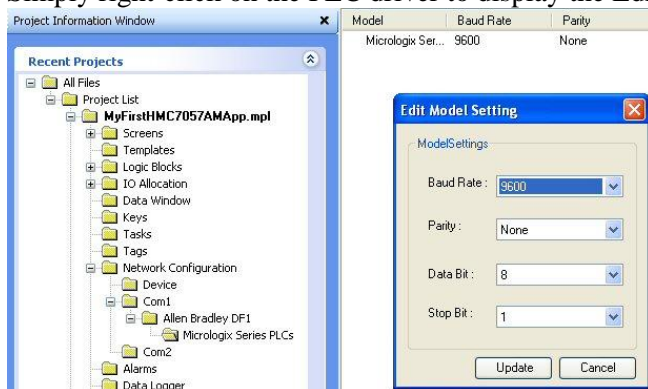 Simply right-click on the PLC driver to display the Edit
Project Information Window x
Recent Projects
All Files
Project List
MyFirstHMC7057AMApp.mpl
Screens
Templates
Logic Blocks
IO Allocation
Data Window
Keys
Tasks
Tags
Network Configuration
Device
Com1
Allen Bradley DF1
Micrologix Series PLCs
Com2
Alarms
Data Logger
Model Baud Rate Parity
Micrologix Ser... 9600 None
Edit Model Setting
ModelSettings
Baud Rate : 9600
Parity : None
Data Bit : 8
Stop Bit : 1
Update Cancel